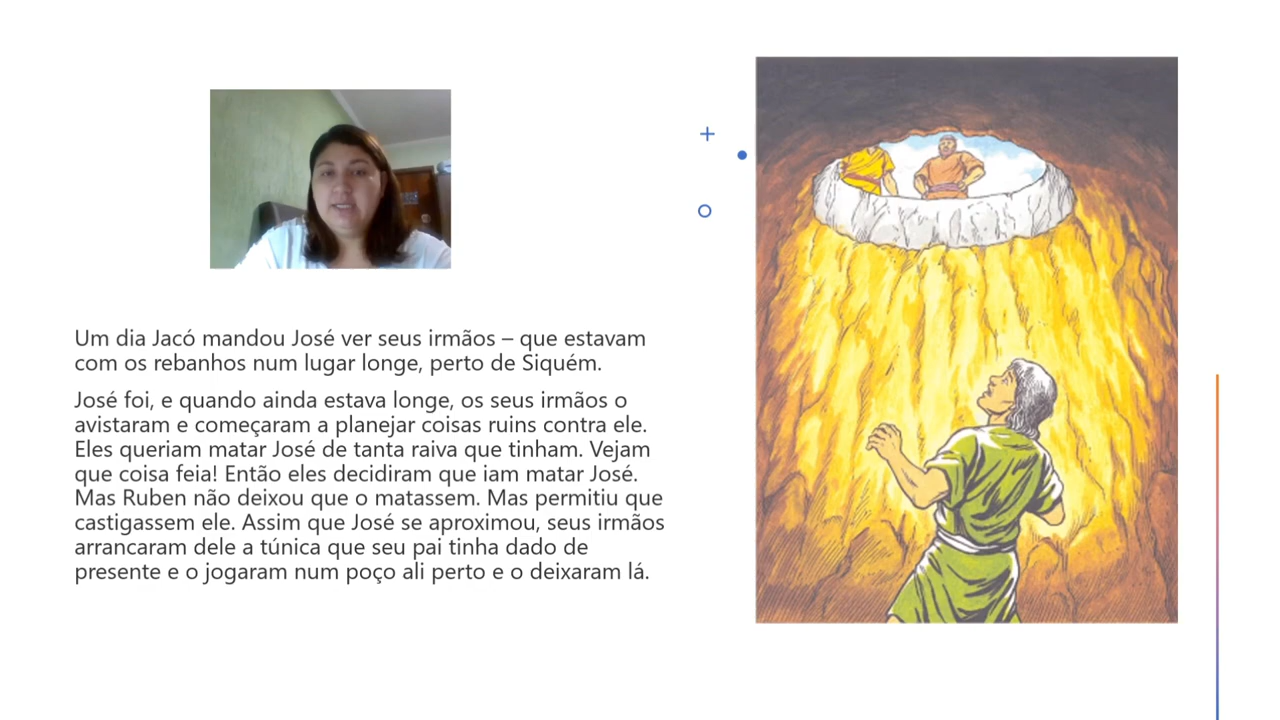 Um dia Jacó mandou José ver seus irmãos – que estavam
com os rebanhos num lugar longe, perto de Siquém.
José foi, e quando ainda estava longe, os seus irmãos o
avistaram e começaram a planejar coisas ruins contra ele.
Eles queriam matar José de tanta raiva que tinham. Vejam
que coisa feia! Então eles decidiram que iam matar José.
Mas Ruben não deixou que o matassem. Mas permitiu que
castigassem ele. Assim que José se aproximou, seus irmãos
arrancaram dele a túnica que seu pai tinha dado de
presente e o jogaram num poço ali perto e o deixaram lá.